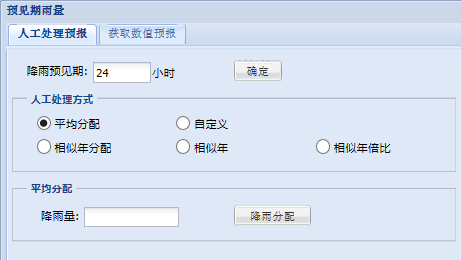 预见期雨量
人工处理预报 获取数值预报
降雨预见期: 24 小时 确定
人工处理方式
平均分配 自定义
相似年分配 相似年 相似年倍比
平均分配
降雨量: 降雨分配